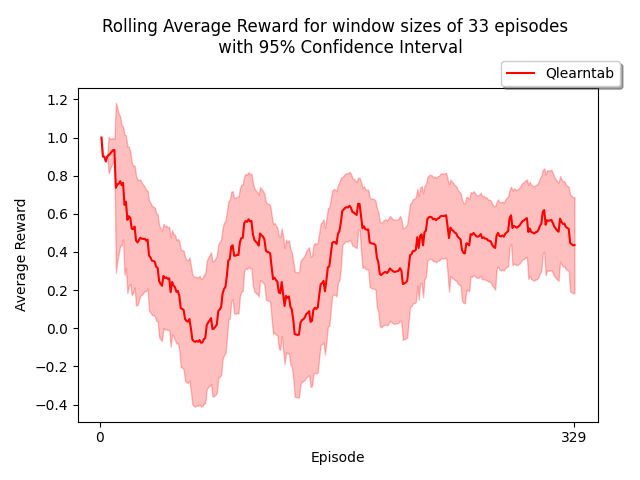 Rolling Average Reward for window sizes of 33 episodes
with 95% Confidence Interval
Qlearntab
1.2
1.0
0.8
0.6
0.4
0.2
0.0
−0.2
−0.4
Average Reward
0
329
Episode